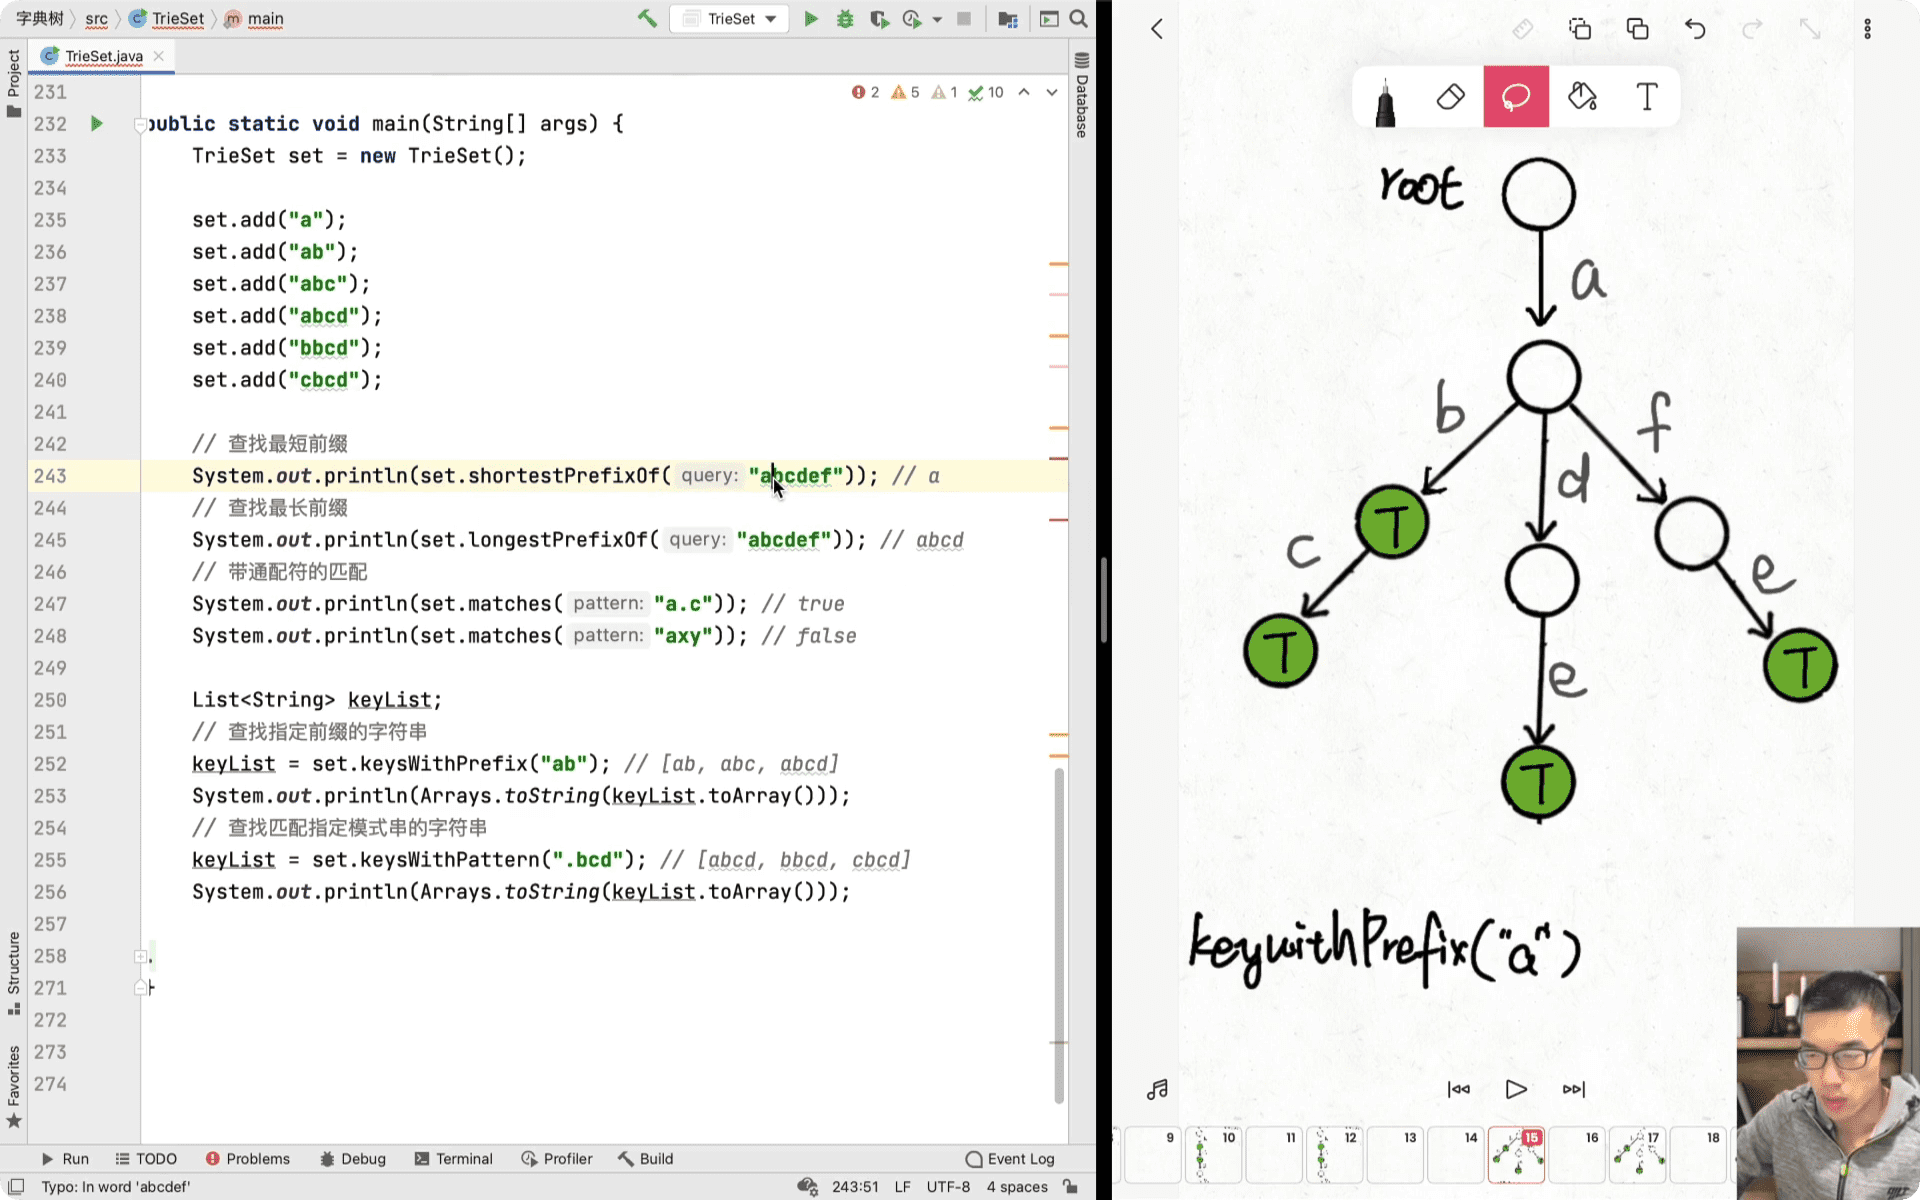 字典树 src TrieSet main
TrieSet
TrieSet.java
Project
Database
Structure
Favorites
2 5 1 10
231
232 public static void main(String[] args) {
233 TrieSet set = new TrieSet();
234
235 set.add("a");
236 set.add("ab");
237 set.add("abc");
238 set.add("abcd");
239 set.add("bbcd");
240 set.add("cbcd");
241
242 // 查找最短前缀
243 System.out.println(set.shortestPrefixOf( query: "abcdef")); // a
244 // 查找最长前缀
245 System.out.println(set.longestPrefixOf( query: "abcdef")); // abcd
246 // 带通配符的匹配
247 System.out.println(set.matches( pattern: "a.c")); // true
248 System.out.println(set.matches( pattern: "axy")); // false
249
250 List<String> keyList;
251 // 查找指定前缀的字符串
252 keyList = set.keysWithPrefix("ab"); // [ab, abc, abcd]
253 System.out.println(Arrays.toString(keyList.toArray()));
254 // 查找匹配指定模式串的字符串
255 keyList = set.keysWithPattern(".bcd"); // [abcd, bbcd, cbcd]
256 System.out.println(Arrays.toString(keyList.toArray()));
257
258
271 }
272
273
274
Run TODO Problems Debug Terminal Profiler Build Event Log
Typo: In word 'abcdef' 243:51 LF UTF-8 4 spaces
T
root
a
b d f
T
c e
T T
e
T
keywithPrefix("a")
9 10 11 12 13 14 15 16 17 18